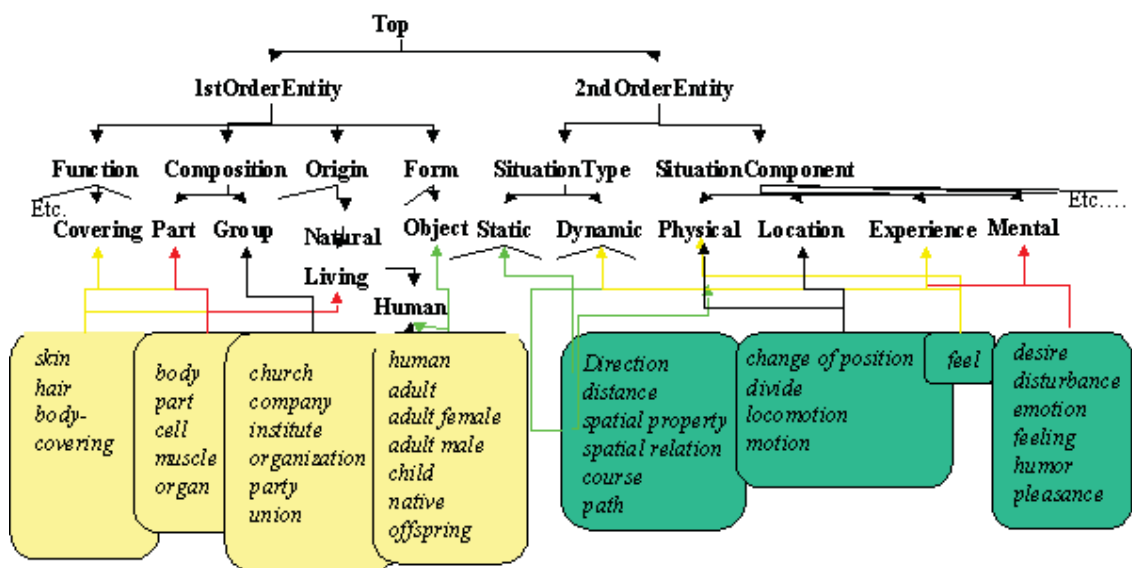 Top
1stOrderEntity 2ndOrderEntity
Function Composition Origin Form SituationType SituationComponent
Etc. Etc....
Covering Part Group Natural Object Static Dynamic Physical Location Experience Mental
Living
Human
skin
hair
body-
covering
body
part
cell
muscle
organ
church
company
institute
organization
party
union
human
adult
adult female
adult male
child
native
offspring
Direction
distance
spatial property
spatial relation
course
path
change of position
divide
locomotion
motion
feel
desire
disturbance
emotion
feeling
humor
pleasance